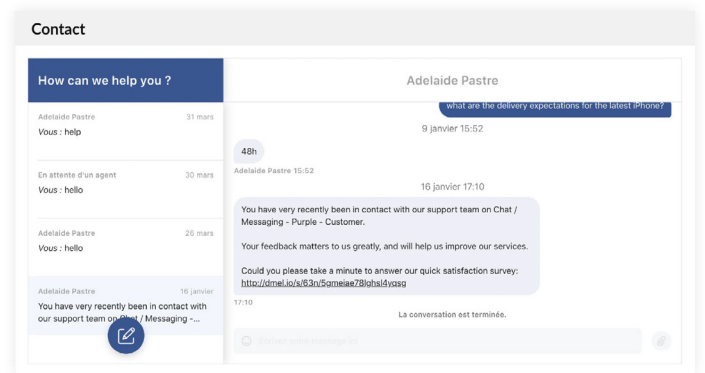 Contact
How can we help you ?
Adelaide Pastre 31 mars
Vous : help
En attente d'un agent 30 mars
Vous : hello
Adelaide Pastre 26 mars
Vous : hello
Adelaide Pastre 16 janvier
You have very recently been in contact with
our support team on Chat / Messaging -...
Adelaide Pastre
what are the delivery expectations for the latest iPhone?
9 janvier 15:52
48h
Adelaide Pastre 15:52
16 janvier 17:10
You have very recently been in contact with our support team on Chat /
Messaging - Purple - Customer.
Your feedback matters to us greatly, and will help us improve our services.
Could you please take a minute to answer our quick satisfaction survey:
http://dmel.io/s/63n/5gmeiae78lghsl4yqsg
17:10
La conversation est terminée.